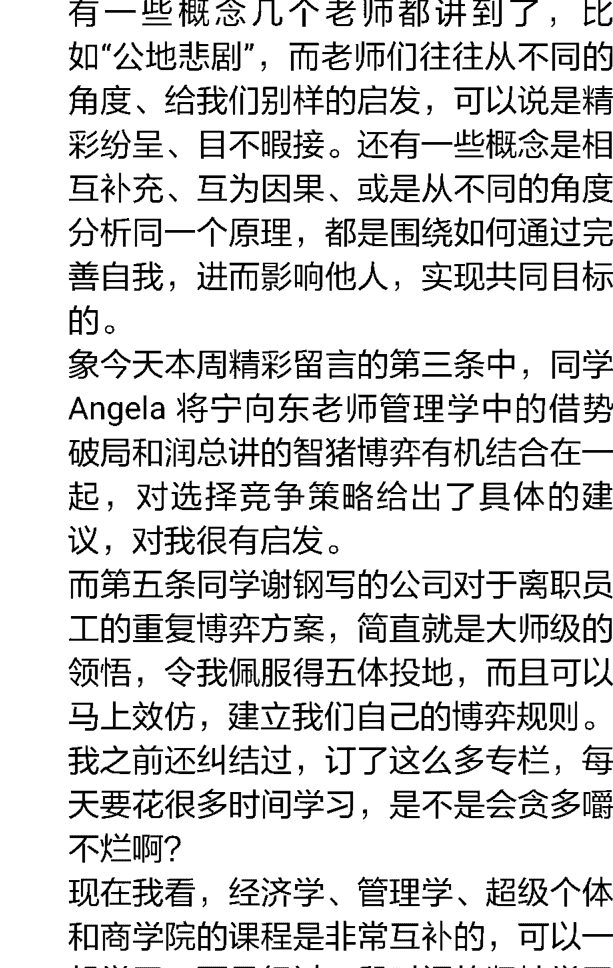 有一些概念几个老师都讲到了，比
如“公地悲剧”，而老师们往往从不同的
角度、给我们别样的启发，可以说是精
彩纷呈、目不暇接。还有一些概念是相
互补充、互为因果、或是从不同的角度
分析同一个原理，都是围绕如何通过完
善自我，进而影响他人，实现共同目标
的。
象今天本周精彩留言的第三条中，同学
Angela 将宁向东老师管理学中的借势
破局和润总讲的智猪博弈有机结合在一
起，对选择竞争策略给出了具体的建
议，对我很有启发。
而第五条同学谢钢写的公司对于离职员
工的重复博弈方案，简直就是大师级的
领悟，令我佩服得五体投地，而且可以
马上效仿，建立我们自己的博弈规则。
我之前还纠结过，订了这么多专栏，每
天要花很多时间学习，是不是会贪多嚼
不烂啊？
现在我看，经济学、管理学、超级个体
和商学院的课程是非常互补的，可以一